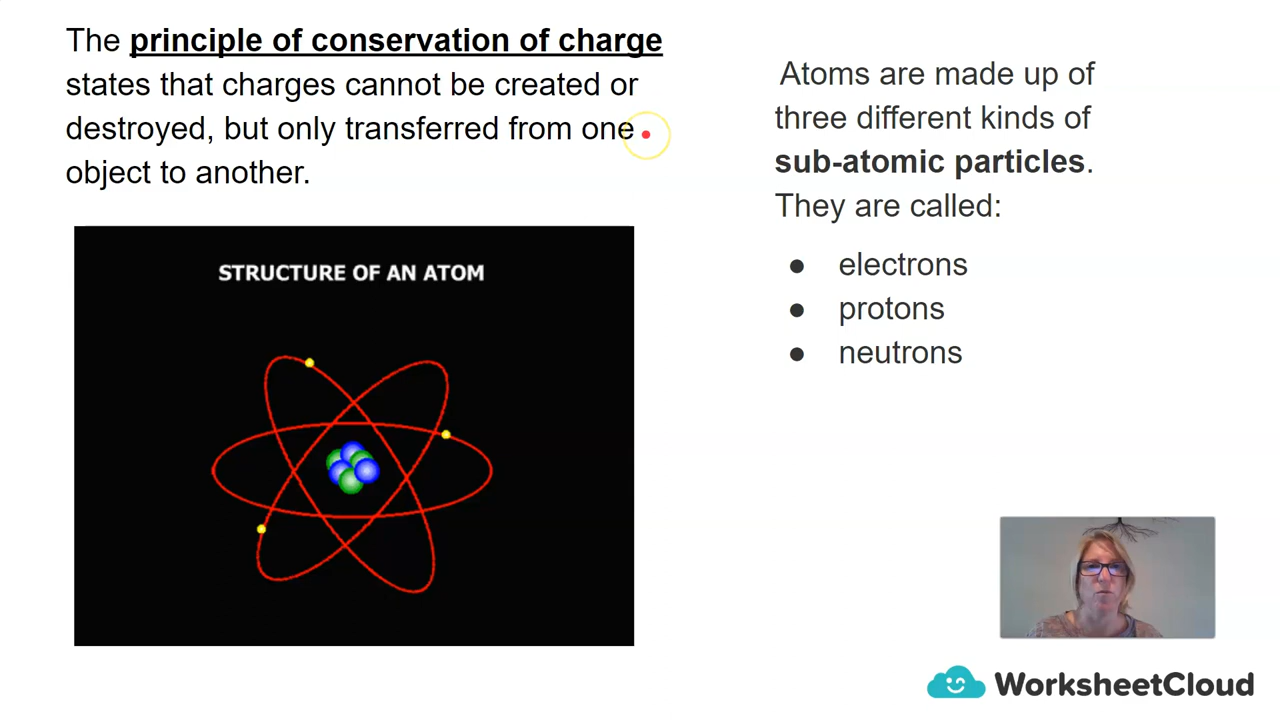 The principle of conservation of charge
states that charges cannot be created or
destroyed, but only transferred from one
object to another.
STRUCTURE OF AN ATOM
Atoms are made up of
three different kinds of
sub-atomic particles.
They are called:
● electrons
● protons
● neutrons
WorksheetCloud